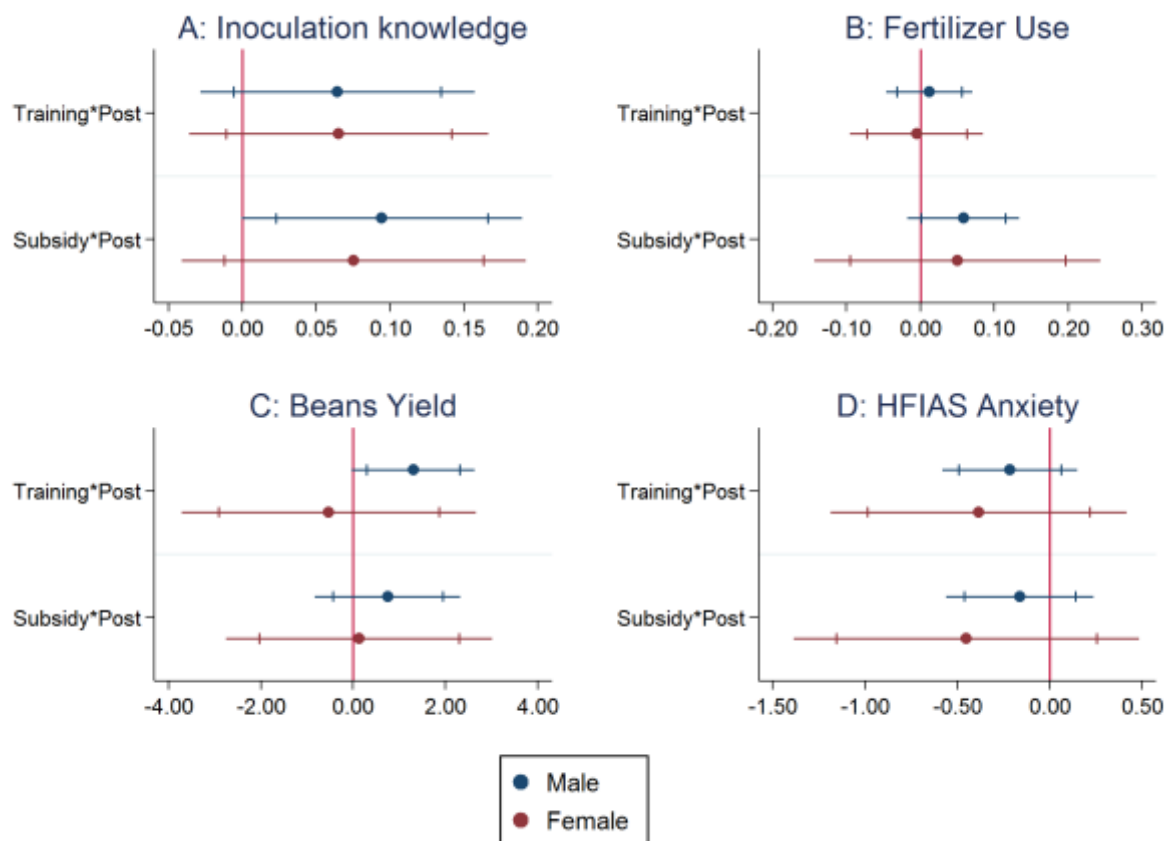 A: Inoculation knowledge
Training*Post
Subsidy*Post
-0.05 0.00 0.05 0.10 0.15 0.20
B: Fertilizer Use
Training*Post
Subsidy*Post
-0.20 -0.10 0.00 0.10 0.20 0.30
C: Beans Yield
Training*Post
Subsidy*Post
-4.00 -2.00 0.00 2.00 4.00
D: HFIAS Anxiety
Training*Post
Subsidy*Post
-1.50 -1.00 -0.50 0.00 0.50
Male
Female